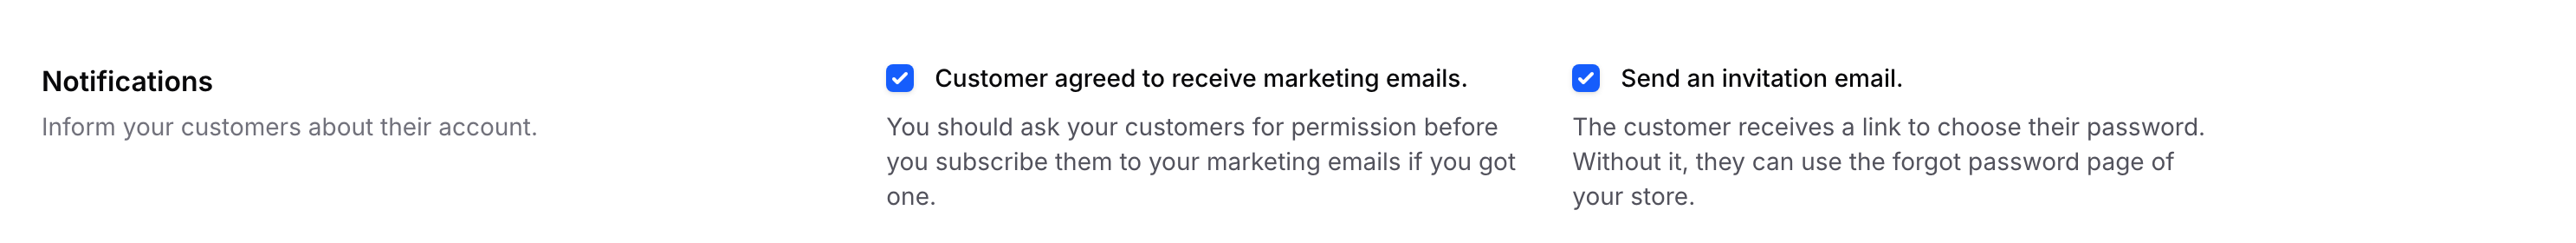 Notifications
Inform your customers about their account.
Customer agreed to receive marketing emails.
You should ask your customers for permission before
you subscribe them to your marketing emails if you got
one.
Send an invitation email.
The customer receives a link to choose their password.
Without it, they can use the forgot password page of
your store.